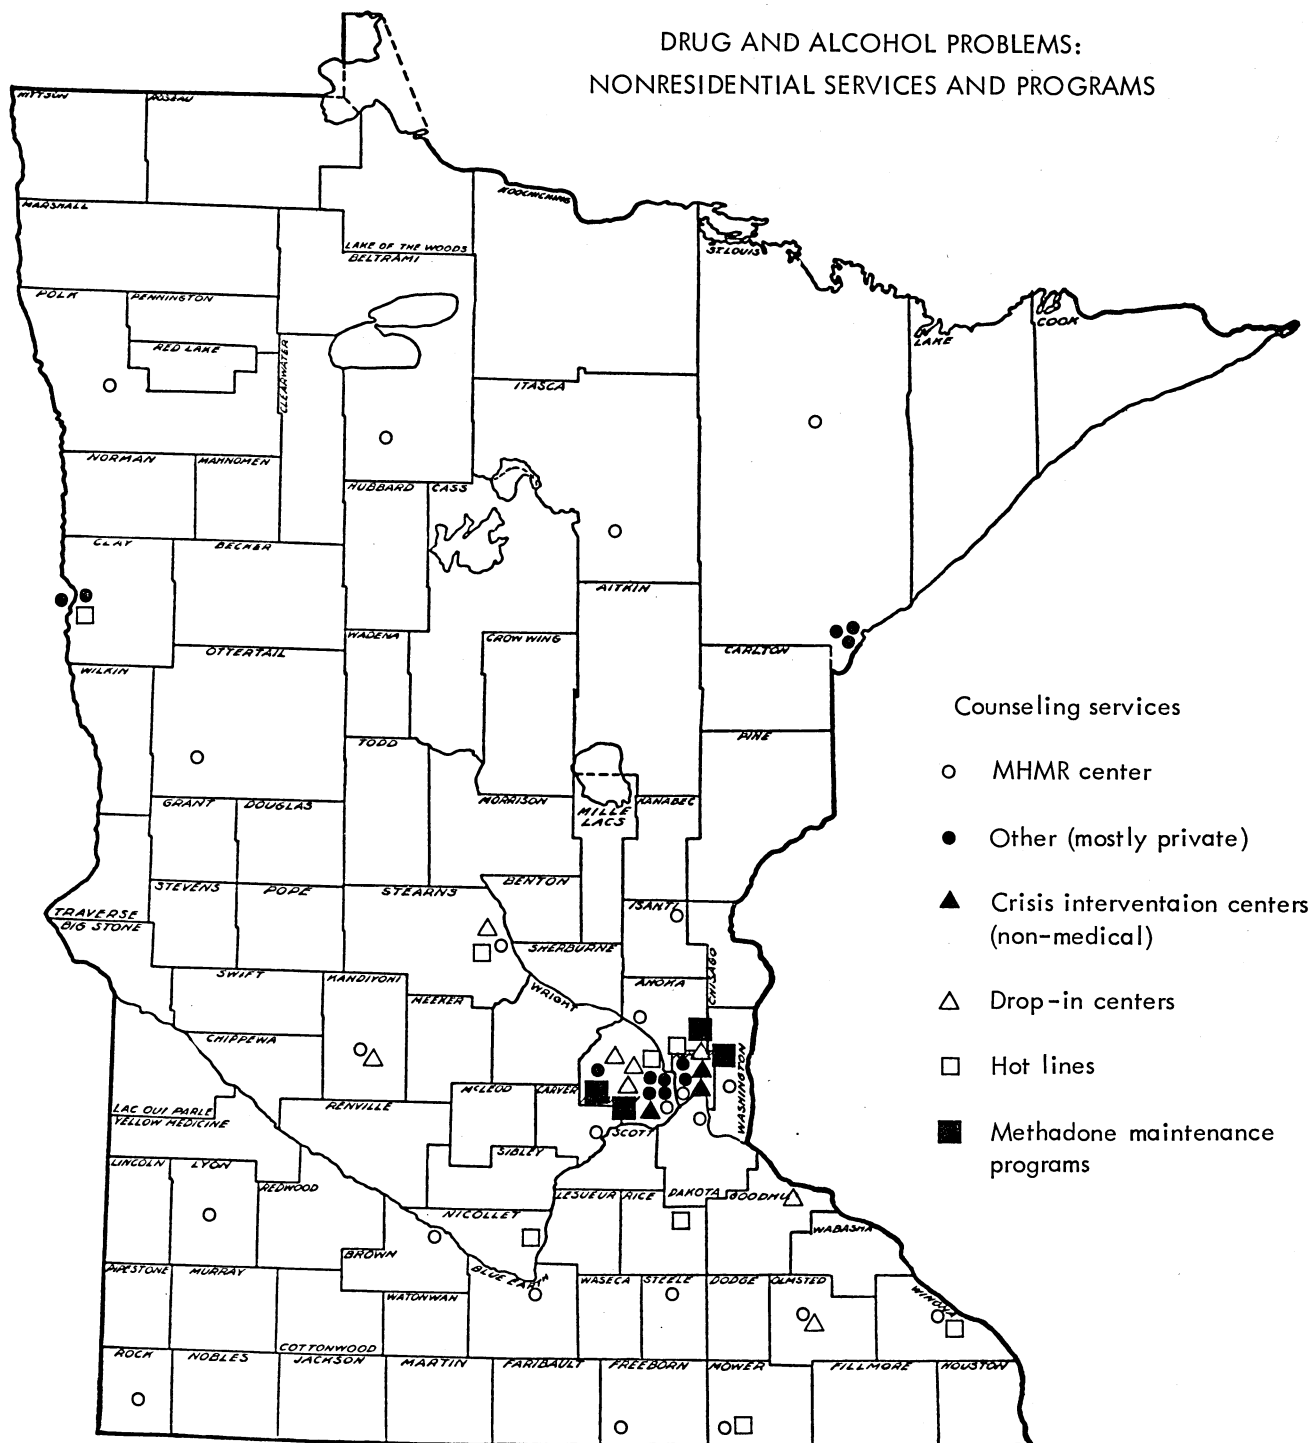 DRUG AND ALCOHOL PROBLEMS:
NONRESIDENTIAL SERVICES AND PROGRAMS
KITTSON
ROSEAU
KOOCHICHING
MARSHALL
LAKE OF THE WOODS
BELTRAMI
ST. LOUIS
POLK
PENNINGTON
COOK
LAKE
RED LAKE
CLEARWATER
ITASCA
NORMAN
MAHNOMEN
HUBBARD
CASS
CLAY
BECKER
AITKIN
WADENA
CROW WING
OTTERTAIL
CARLTON
WILKIN
Counseling services
TODD
PINE
MHMR center
GRANT
DOUGLAS
MORRISON
MILLE
LACS
KANABEC
Other (mostly private)
STEVENS
POPE
STEARNS
BENTON
Crisis interventaion centers
(non-medical)
TRAVERSE
BIG STONE
ISANTI
SHERBURNE
SWIFT
KANDIYOHI
MEEKER
WRIGHT
ANOKA
CHISAGO
Drop-in centers
CHIPPEWA
WASHINGTON
Hot lines
LAC QUI PARLE
YELLOW MEDICINE
RENVILLE
McLEOD
CARVER
SCOTT
Methadone maintenance
programs
LINCOLN
LYON
REDWOOD
SIBLEY
LESUEUR
RICE
DAKOTA
GOODHU
NICOLLET
WABASHA
BROWN
PIPESTONE
MURRAY
BLUE EARTH
WASECA
STEELE
DODGE
OLMSTED
WINONA
WATONWAN
COTTONWOOD
ROCK
NOBLES
JACKSON
MARTIN
FARIBAULT
FREEBORN
MOWER
FILLMORE
HOUSTON